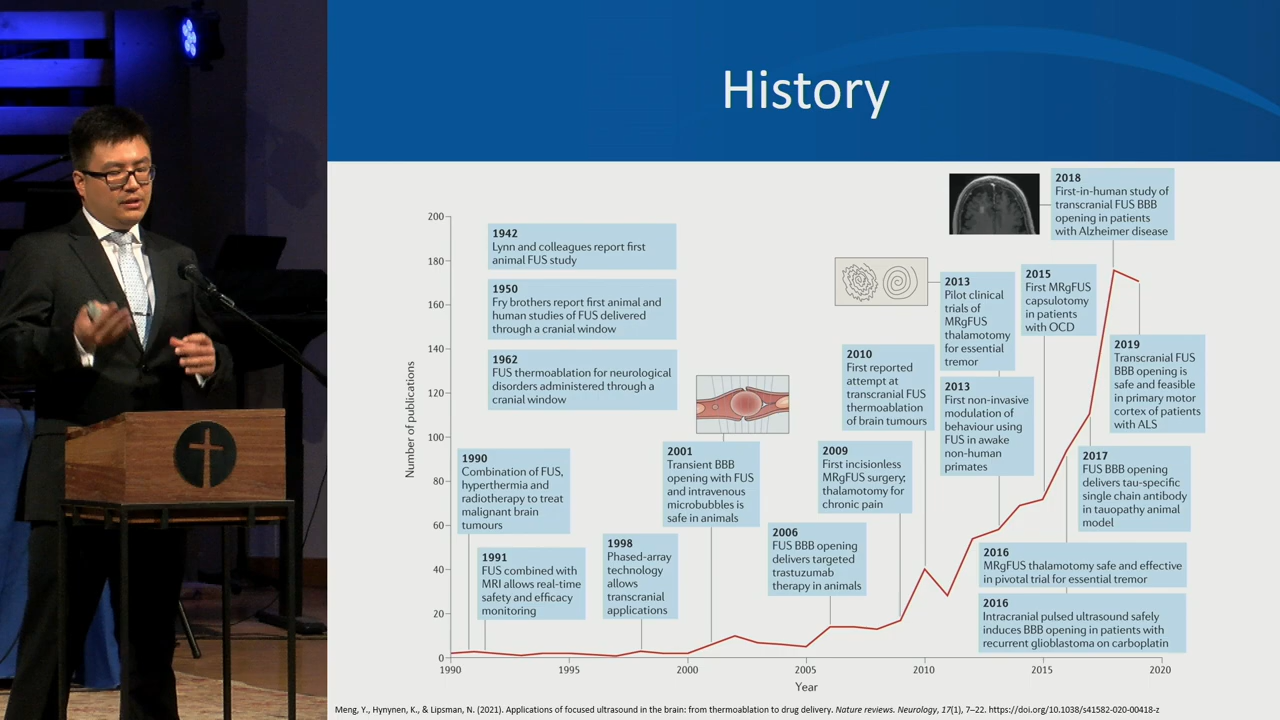 History
Number of publications
200
180
160
140
120
100
80
60
40
20
0
1942
Lynn and colleagues report first
animal FUS study
1950
Fry brothers report first animal and
human studies of FUS delivered
through a cranial window
1962
FUS thermoablation for neurological
disorders administered through a
cranial window
1990
Combination of FUS,
hyperthermia and
radiotherapy to treat
malignant brain
tumours
1991
FUS combined with
MRI allows real-time
safety and efficacy
monitoring
1998
Phased-array
technology
allows
transcranial
applications
2001
Transient BBB
opening with FUS
and intravenous
microbubbles is
safe in animals
2006
FUS BBB opening
delivers targeted
trastuzumab
therapy in animals
2009
First incisionless
MRgFUS surgery;
thalamotomy for
chronic pain
2010
First reported
attempt at
transcranial FUS
thermoablation
of brain tumours
2013
Pilot clinical
trials of
MRgFUS
thalamotomy
for essential
tremor
2013
First non-invasive
modulation of
behaviour using
FUS in awake
non-human
primates
2015
First MRgFUS
capsulotomy
in patients
with OCD
2018
First-in-human study of
transcranial FUS BBB
opening in patients
with Alzheimer disease
2019
Transcranial FUS
BBB opening is
safe and feasible
in primary motor
cortex of patients
with ALS
2017
FUS BBB opening
delivers tau-specific
single chain antibody
in tauopathy animal
model
2016
MRgFUS thalamotomy safe and effective
in pivotal trial for essential tremor
2016
Intracranial pulsed ultrasound safely
induces BBB opening in patients with
recurrent glioblastoma on carboplatin
1990
1995
2000
2005
2010
2015
2020
Year
Meng, Y., Hynynen, K., & Lipsman, N. (2021). Applications of focused ultrasound in the brain: from thermoablation to drug delivery. Nature reviews. Neurology, 17(1), 7–22. https://doi.org/10.1038/s41582-020-00418-z